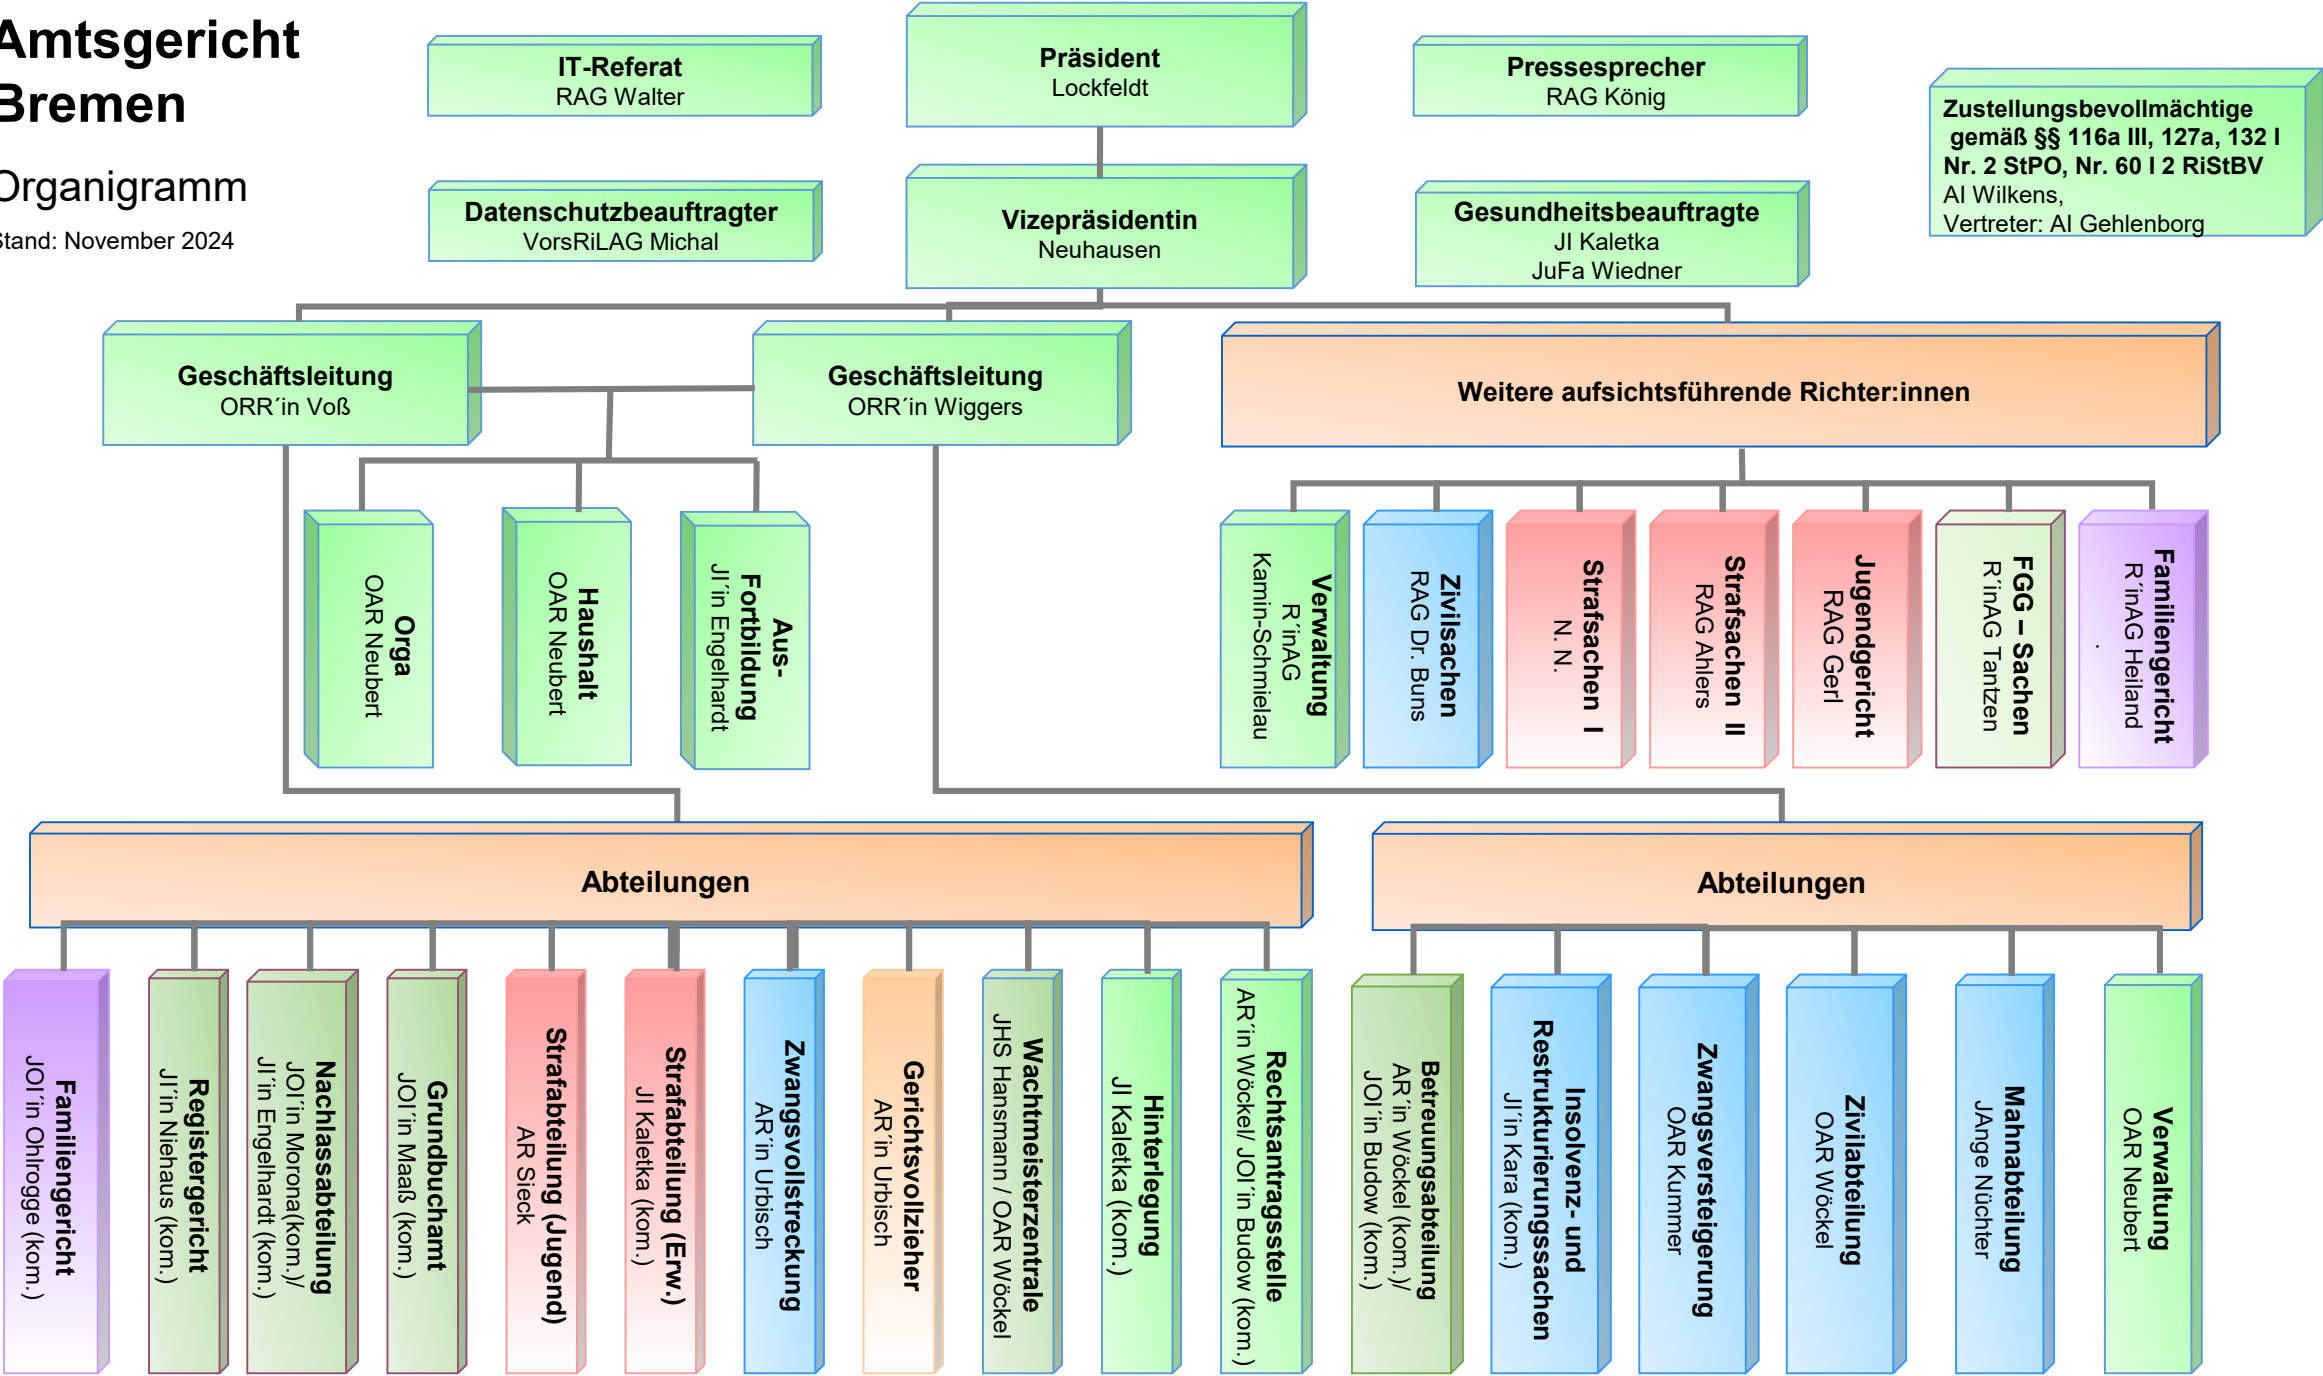 Amtsgericht
Bremen
Organigramm
Stand: November 2024
IT-Referat
RAG Walter
Datenschutzbeauftragter
VorsRiLAG Michal
Präsident
Lockfeldt
Vizepräsidentin
Neuhausen
Pressesprecher
RAG König
Gesundheitsbeauftragte
JI Kaletka
JuFa Wiedner
Zustellungsbevollmächtige
gemäß §§ 116a III, 127a, 132 I
Nr. 2 StPO, Nr. 60 I 2 RiStBV
AI Wilkens,
Vertreter: AI Gehlenborg
Geschäftsleitung
ORR´in Voß
Geschäftsleitung
ORR´in Wiggers
Weitere aufsichtsführende Richter:innen
Orga
OAR Neubert
Haushalt
OAR Neubert
Aus-
Fortbildung
JI´in Engelhardt
Verwaltung
R´inAG
Kamin-Schmielau
Zivilsachen
RAG Dr. Buns
Strafsachen I
N. N.
Strafsachen II
RAG Ahlers
Jugendgericht
RAG Gerl
FGG – Sachen
R´inAG Tantzen
Familiengericht
R´inAG Heiland
.
Abteilungen
Abteilungen
Familiengericht
JOI´in Ohlrogge (kom.)
Registergericht
JI´in Niehaus (kom.)
Nachlassabteilung
JOI´in Morona(kom.)/
JI´in Engelhardt (kom.)
Grundbuchamt
JOI´in Maaß (kom.)
Strafabteilung (Jugend)
AR Sieck
Strafabteilung (Erw.)
JI Kaletka (kom.)
Zwangsvollstreckung
AR´in Urbisch
Gerichtsvollzieher
AR´in Urbisch
Wachtmeisterzentrale
JHS Hansmann / OAR Wöckel
Hinterlegung
JI Kaletka (kom.)
Rechtsantragsstelle
AR´in Wöckel/ JOI´in Budow (kom.)
Betreuungsabteilung
AR´in Wöckel (kom.)/
JOI´in Budow (kom.)
Insolvenz- und
Restrukturierungssachen
JI´in Kara (kom.)
Zwangsversteigerung
OAR Kummer
Zivilabteilung
OAR Wöckel
Mahnabteilung
JAnge Nüchter
Verwaltung
OAR Neubert